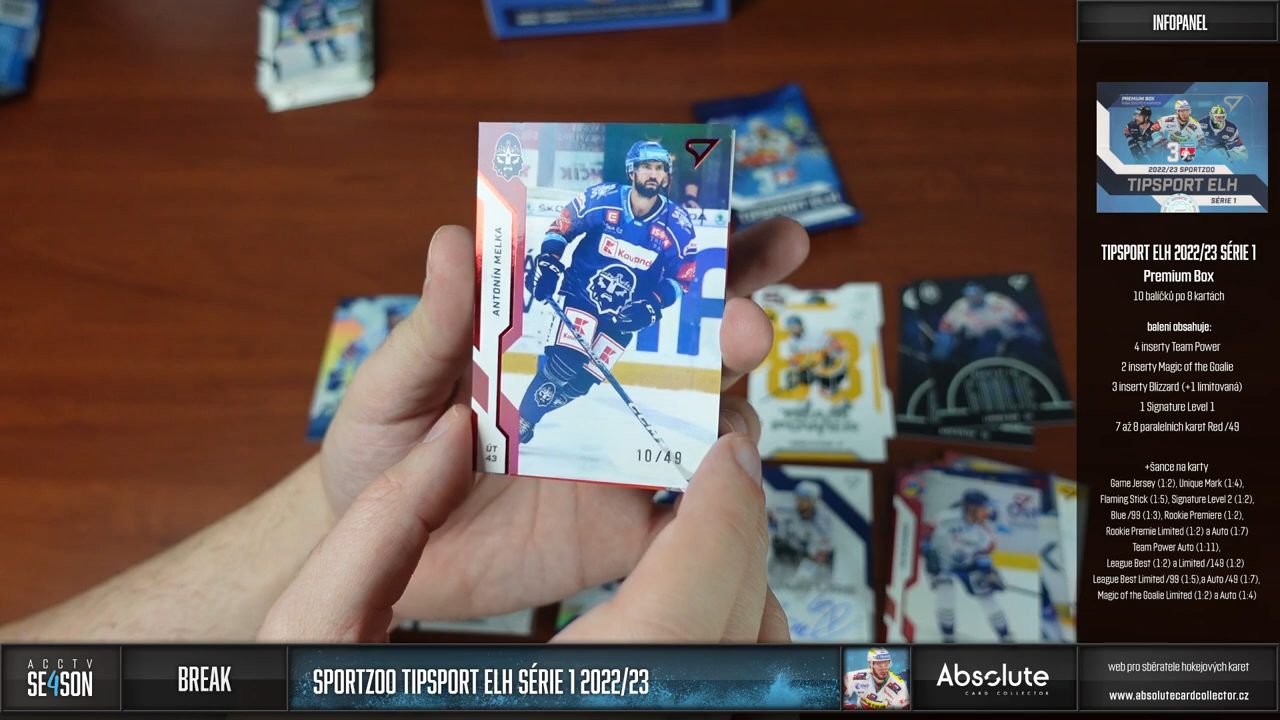 INFOPANEL
PREMIUM BOX
2022/23 SPORTZOO
TIPSPORT ELH
SÉRIE 1
TIPSPORT ELH 2022/23 SÉRIE 1
Premium Box
10 balíčků po 8 kartách
balení obsahuje:
4 inserty Team Power
2 inserty Magic of the Goalie
3 inserty Blizzard (+1 limitovaná)
1 Signature Level 1
7 až 8 paralelních karet Red /49
+šance na karty
Game Jersey (1:2), Unique Mark (1:4),
Flaming Stick (1:5), Signature Level 2 (1:2),
Blue /99 (1:3), Rookie Premiere (1:2),
Rookie Premie Limited (1:2) a Auto (1:7)
Team Power Auto (1:11),
League Best (1:2) a Limited /149 (1:2)
League Best Limited /99 (1:5),a Auto /49 (1:7),
Magic of the Goalie Limited (1:2) a Auto (1:4)
ANTONÍN MELKA
ÚT
43
Kaufland
CCM
10/49
ACCTV
SE4SON
BREAK
SPORTZOO TIPSPORT ELH SÉRIE 1 2022/23
Absolute
CARD COLLECTOR
web pro sběratele hokejových karet
www.absolutecardcollector.cz